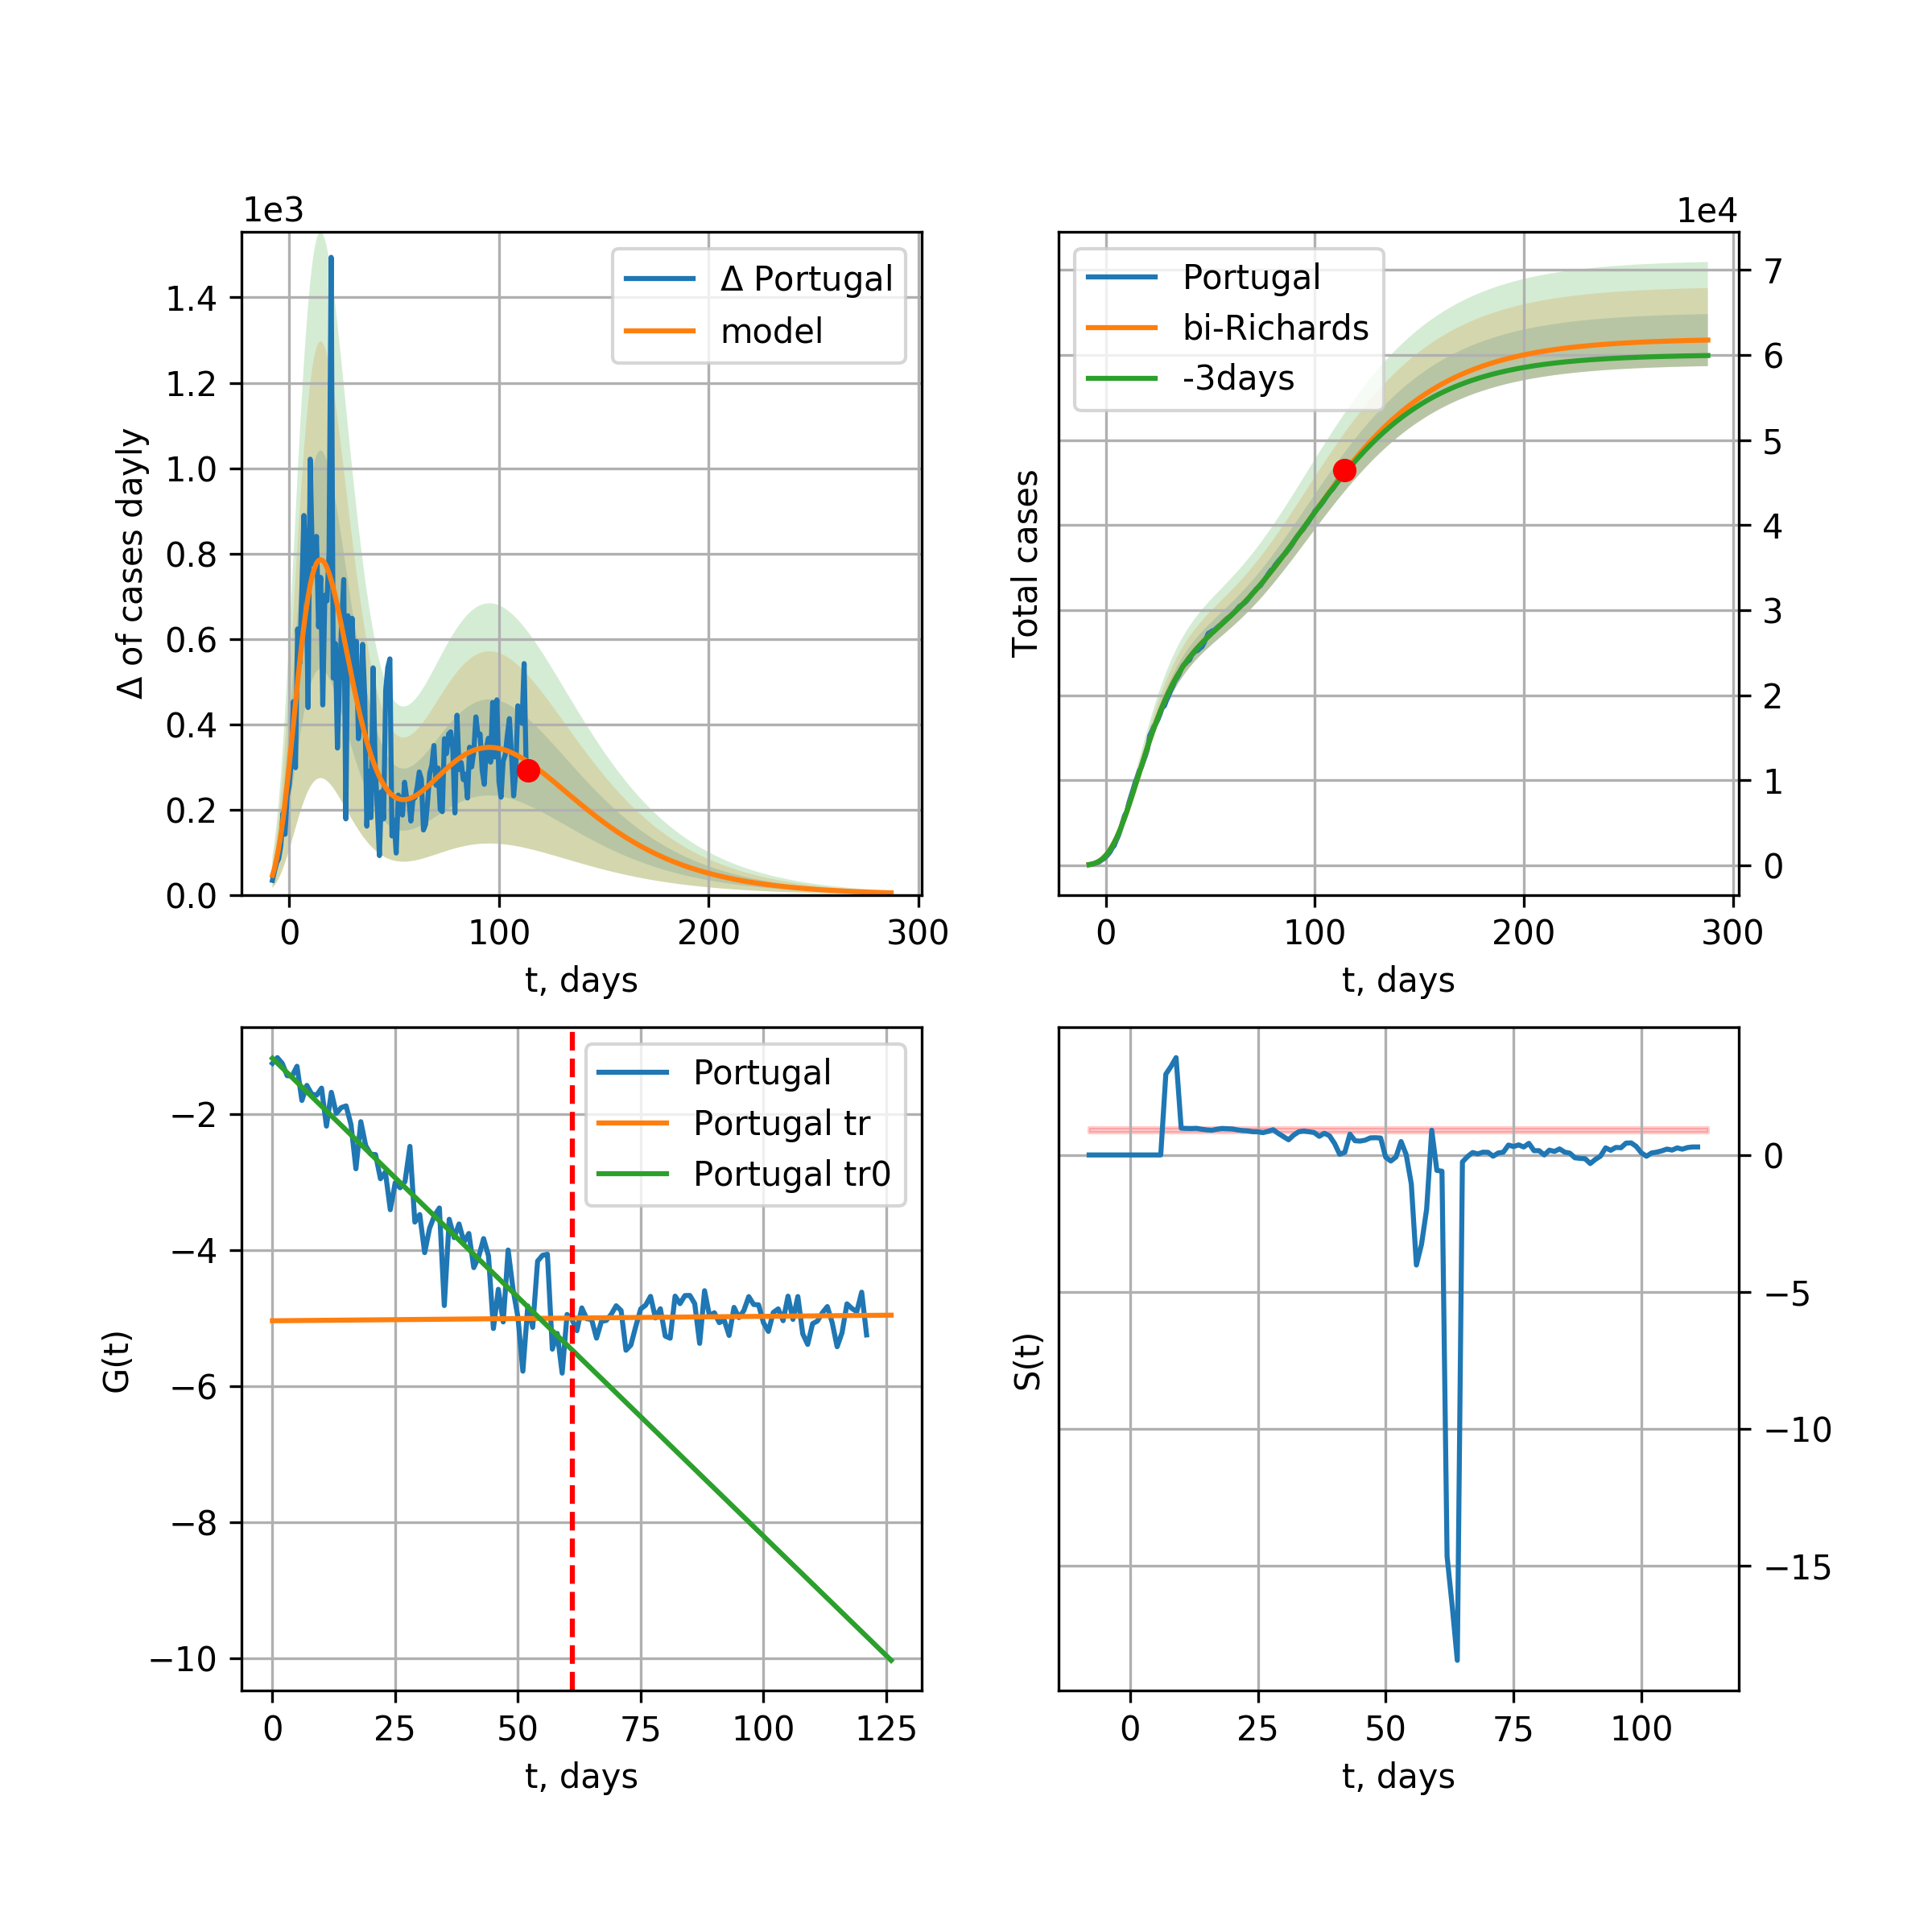 1e3
Δ Portugal
model
1.4
1.2
1.0
0.8
0.6
0.4
0.2
0.0
Δ of cases dayly
0 100 200 300
t, days
1e4
Portugal
bi-Richards
-3days
7
6
5
4
3
2
1
0
Total cases
0 100 200 300
t, days
Portugal
Portugal tr
Portugal tr0
−2
−4
−6
−8
−10
G(t)
0 25 50 75 100 125
t, days
0
−5
−10
−15
S(t)
0 25 50 75 100
t, days